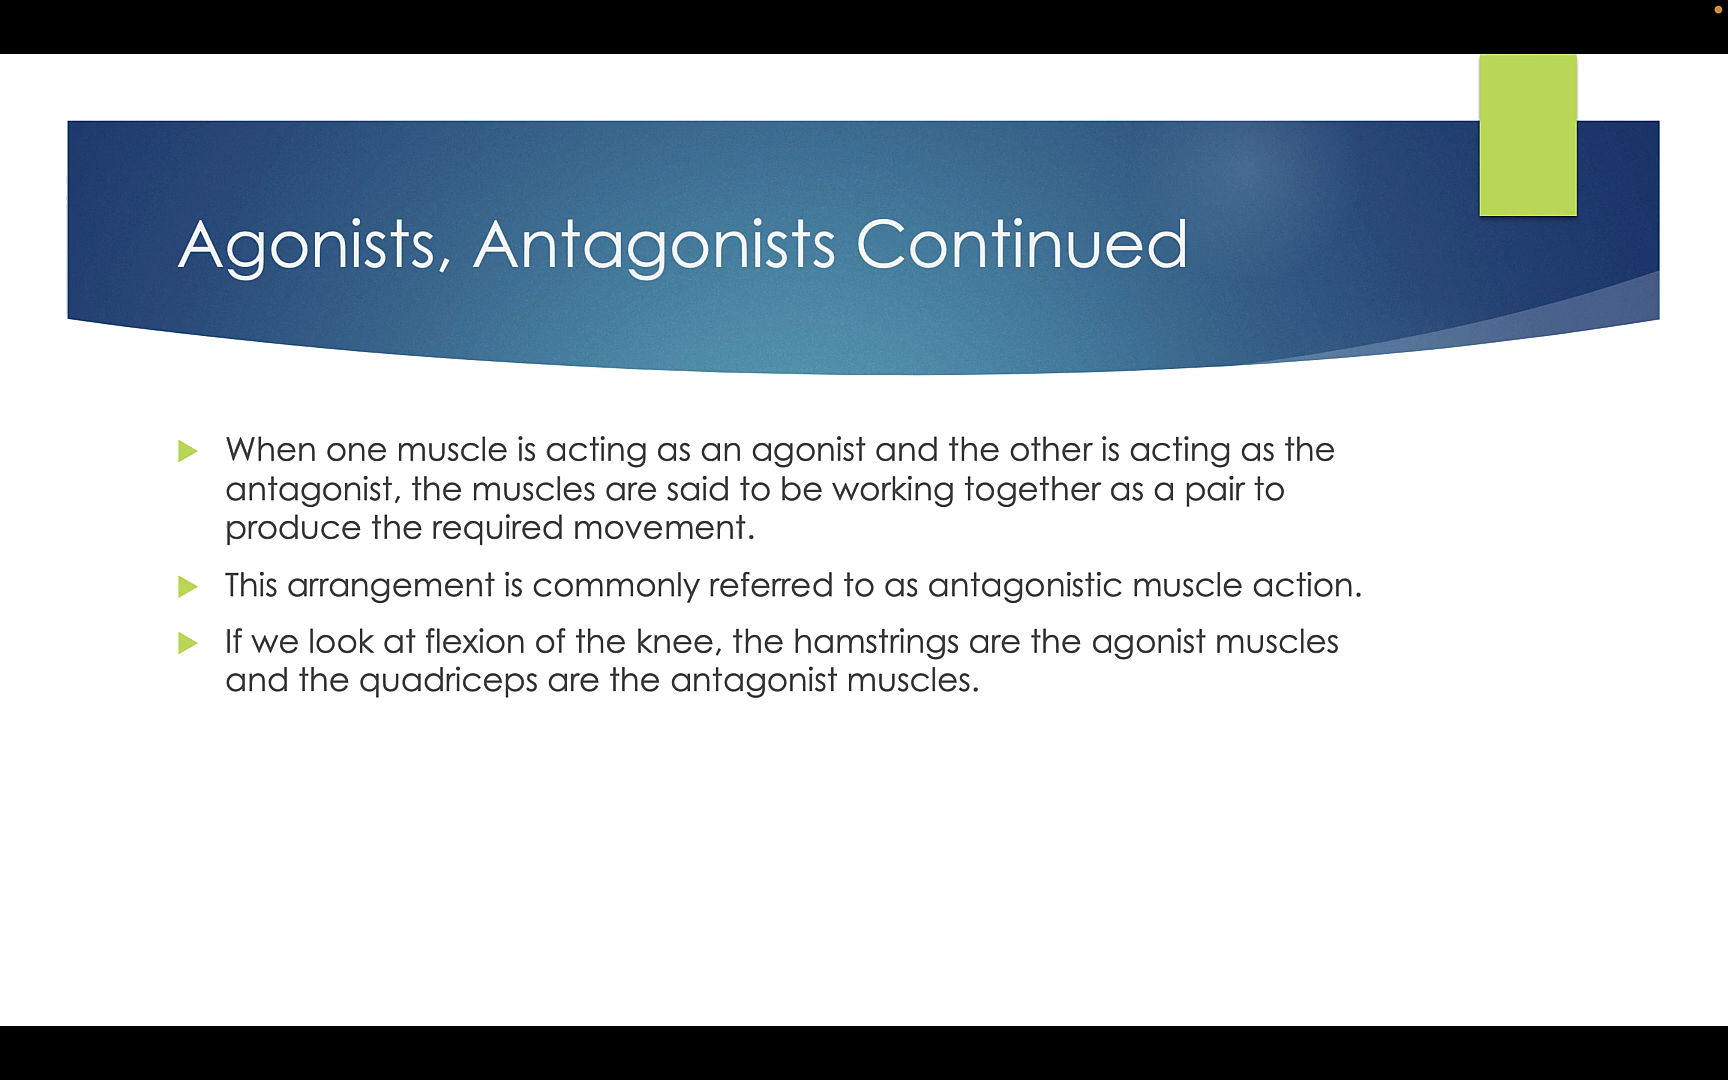 Agonists, Antagonists Continued
When one muscle is acting as an agonist and the other is acting as the
antagonist, the muscles are said to be working together as a pair to
produce the required movement.
This arrangement is commonly referred to as antagonistic muscle action.
If we look at flexion of the knee, the hamstrings are the agonist muscles
and the quadriceps are the antagonist muscles.